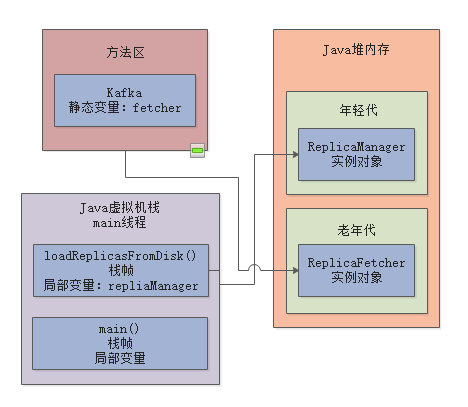 方法区
Kafka
静态变量：fetcher
Java虚拟机栈
main线程
loadReplicasFromDisk()
栈帧
局部变量：repliaManager
main()
栈帧
局部变量
Java堆内存
年轻代
ReplicaManager
实例对象
老年代
ReplicaFetcher
实例对象